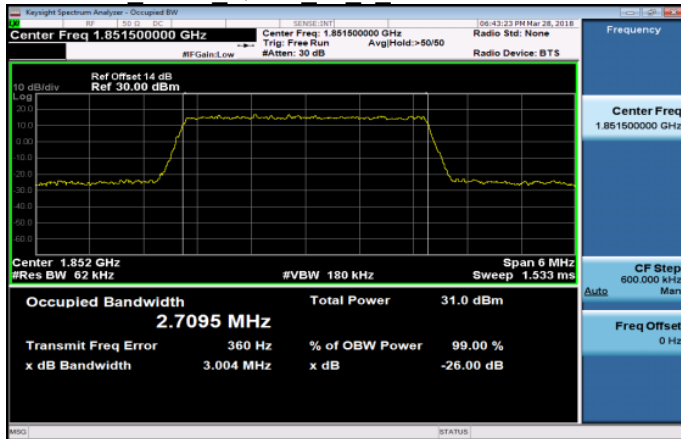 Keysight Spectrum Analyzer - Occupied BW
RF 50 Ω DC SENSE:INT 06:43:23 PM Mar 28, 2018
Center Freq 1.851500000 GHz
Center Freq: 1.851500000 GHz
Radio Std: None
Trig: Free Run Avg|Hold:>50/50
#IFGain:Low #Atten: 30 dB
Radio Device: BTS
Ref Offset 14 dB
10 dB/div Ref 30.00 dBm
Log
20.0
10.0
0.00
-10.0
-20.0
-30.0
-40.0
-50.0
-60.0
Center 1.852 GHz Span 6 MHz
#Res BW 62 kHz #VBW 180 kHz Sweep 1.533 ms
Occupied Bandwidth Total Power 31.0 dBm
2.7095 MHz
Transmit Freq Error 360 Hz % of OBW Power 99.00 %
x dB Bandwidth 3.004 MHz x dB -26.00 dB
MSG STATUS
Frequency
Center Freq
1.851500000 GHz
CF Step
600.000 kHz
Auto Man
Freq Offset
0 Hz